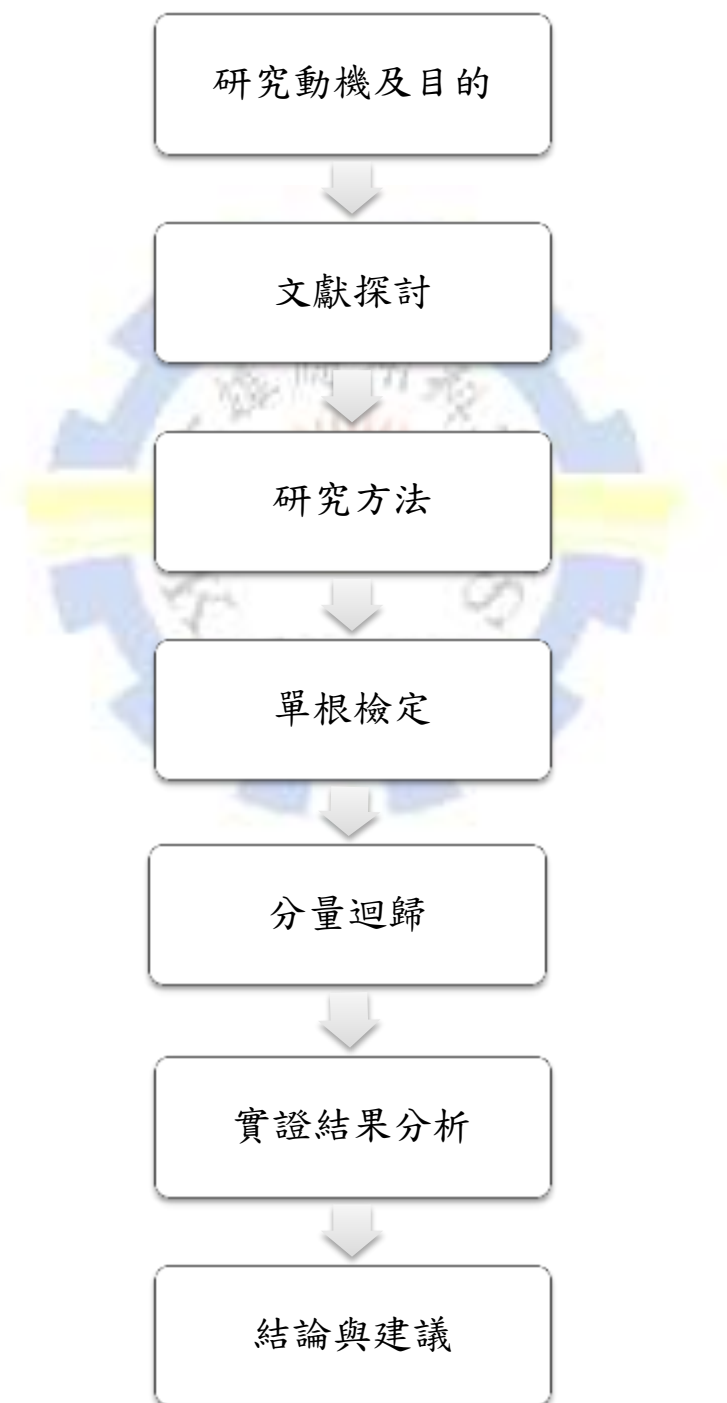 研究動機及目的
文獻探討
研究方法
單根檢定
分量迴歸
實證結果分析
結論與建議